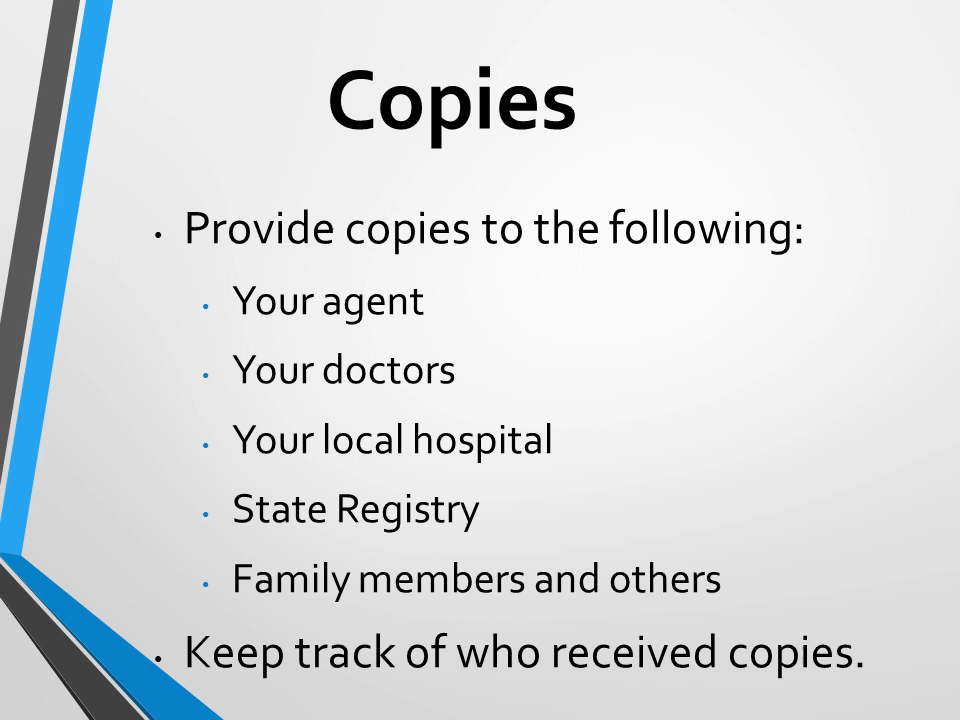 Copies
• Provide copies to the following:
• Your agent
• Your doctors
• Your local hospital
• State Registry
• Family members and others
• Keep track of who received copies.